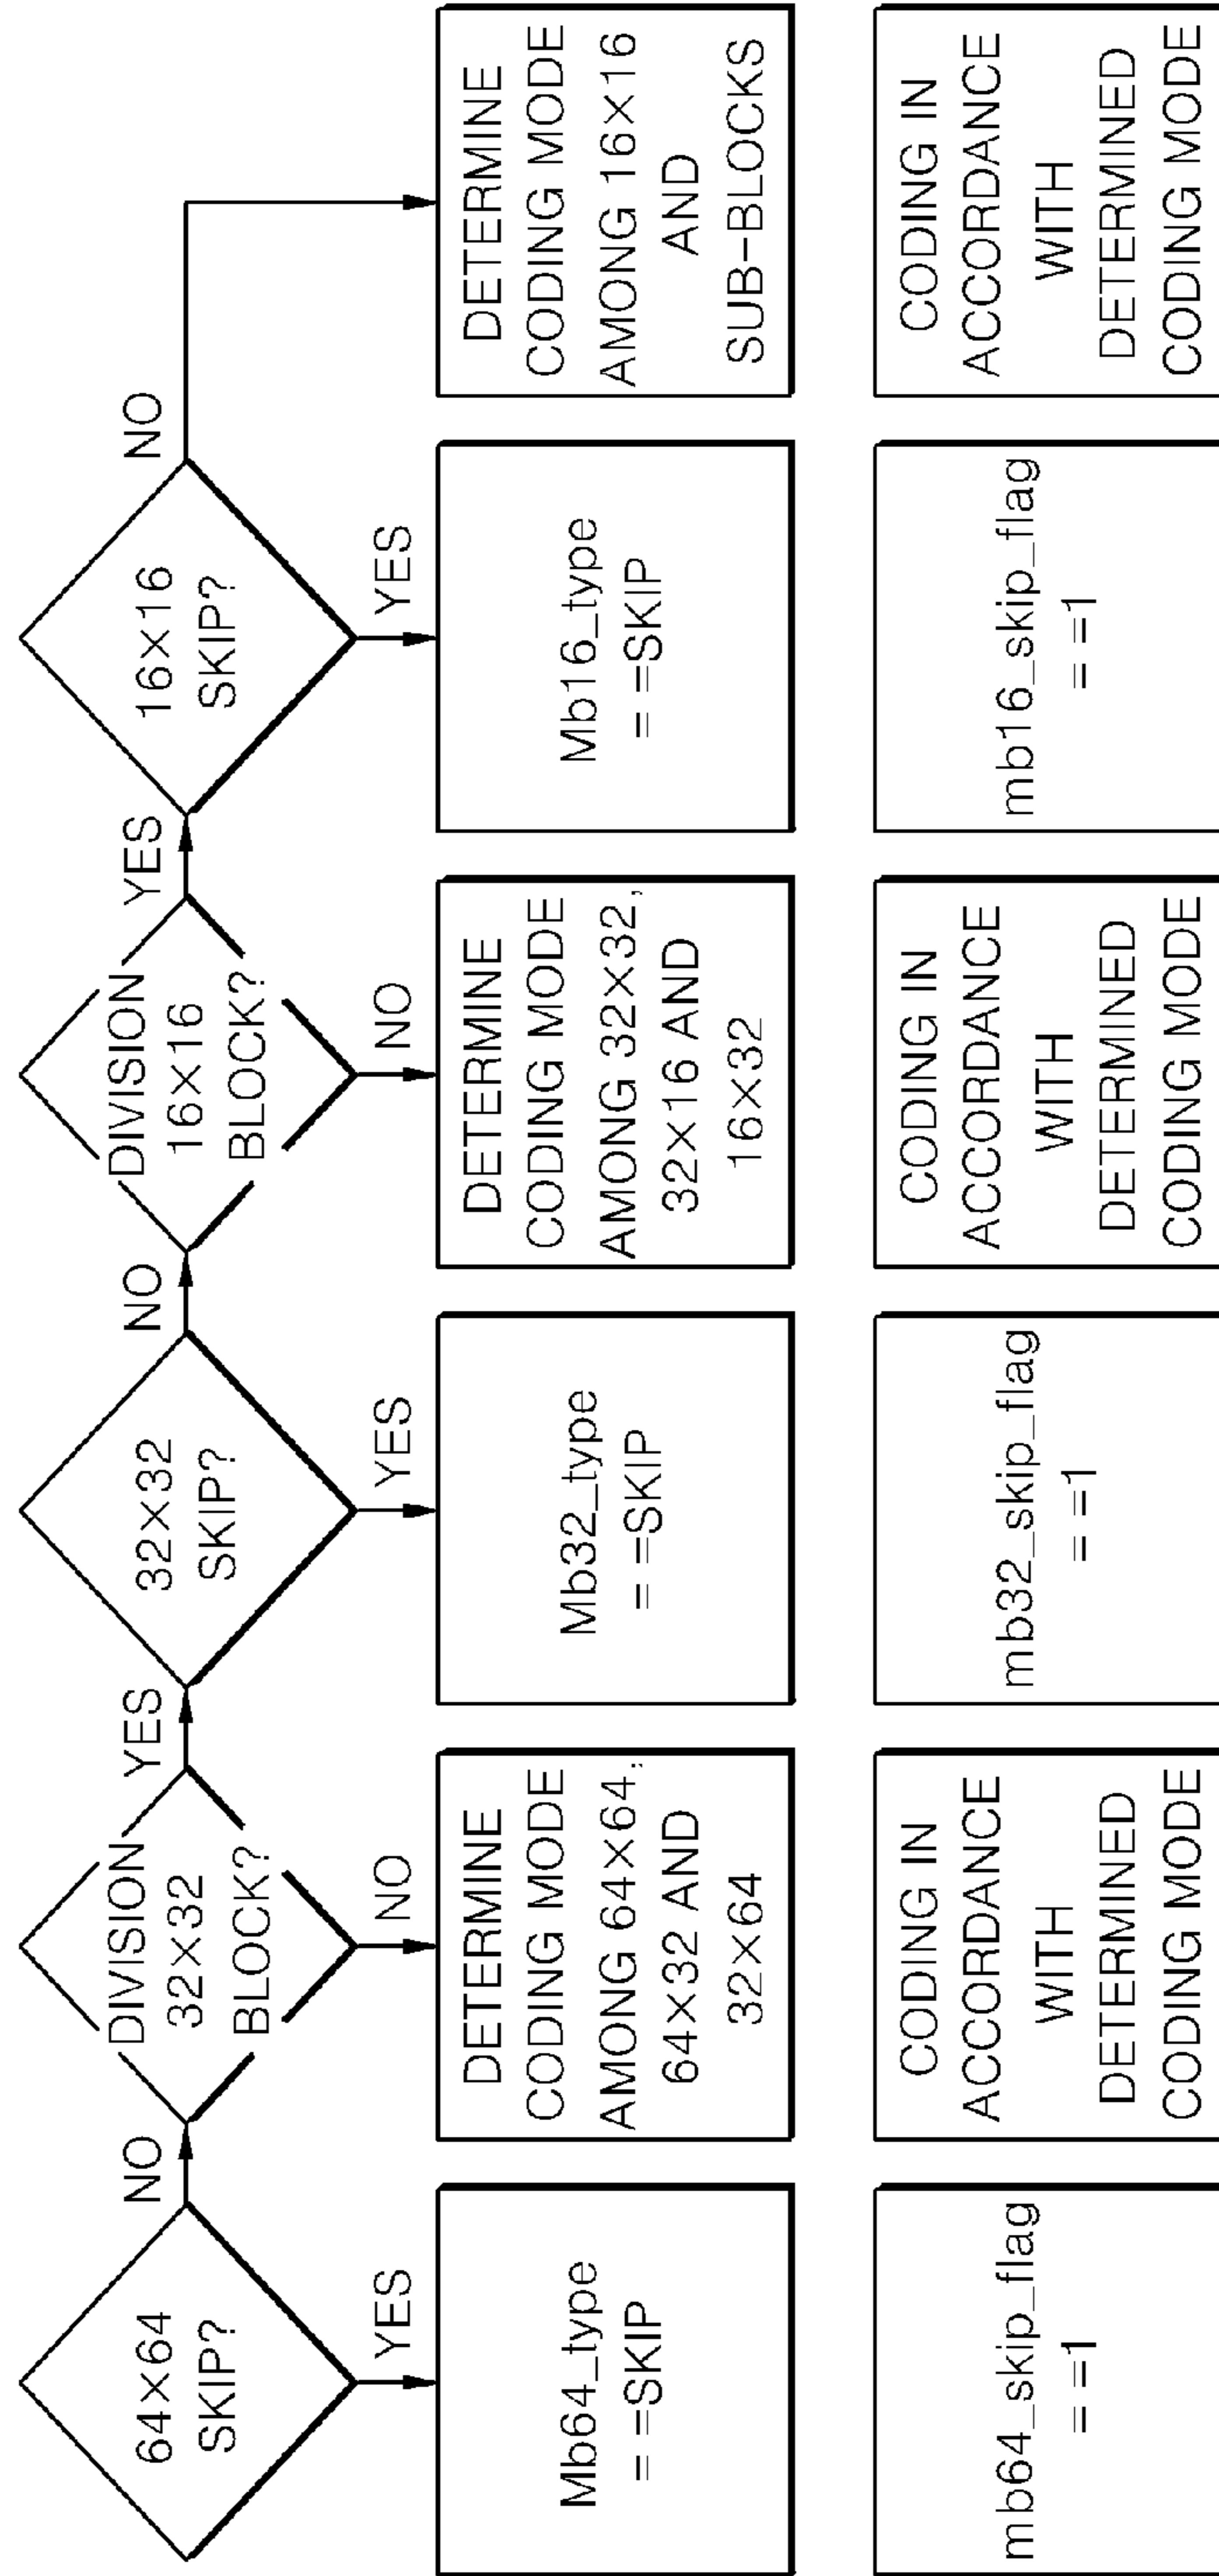 64×64
SKIP?
NO
YES
DIVISION
32×32
BLOCK?
YES
NO
32×32
SKIP?
NO
YES
DIVISION
16×16
BLOCK?
YES
NO
16×16
SKIP?
NO
YES
Mb64_type
= =SKIP
DETERMINE
CODING MODE
AMONG 64×64,
64×32 AND
32×64
Mb32_type
= =SKIP
DETERMINE
CODING MODE
AMONG 32×32,
32×16 AND
16×32
Mb16_type
= =SKIP
DETERMINE
CODING MODE
AMONG 16×16
AND
SUB-BLOCKS
mb64_skip_flag
= =1
CODING IN
ACCORDANCE
WITH
DETERMINED
CODING MODE
mb32_skip_flag
= =1
CODING IN
ACCORDANCE
WITH
DETERMINED
CODING MODE
mb16_skip_flag
= =1
CODING IN
ACCORDANCE
WITH
DETERMINED
CODING MODE